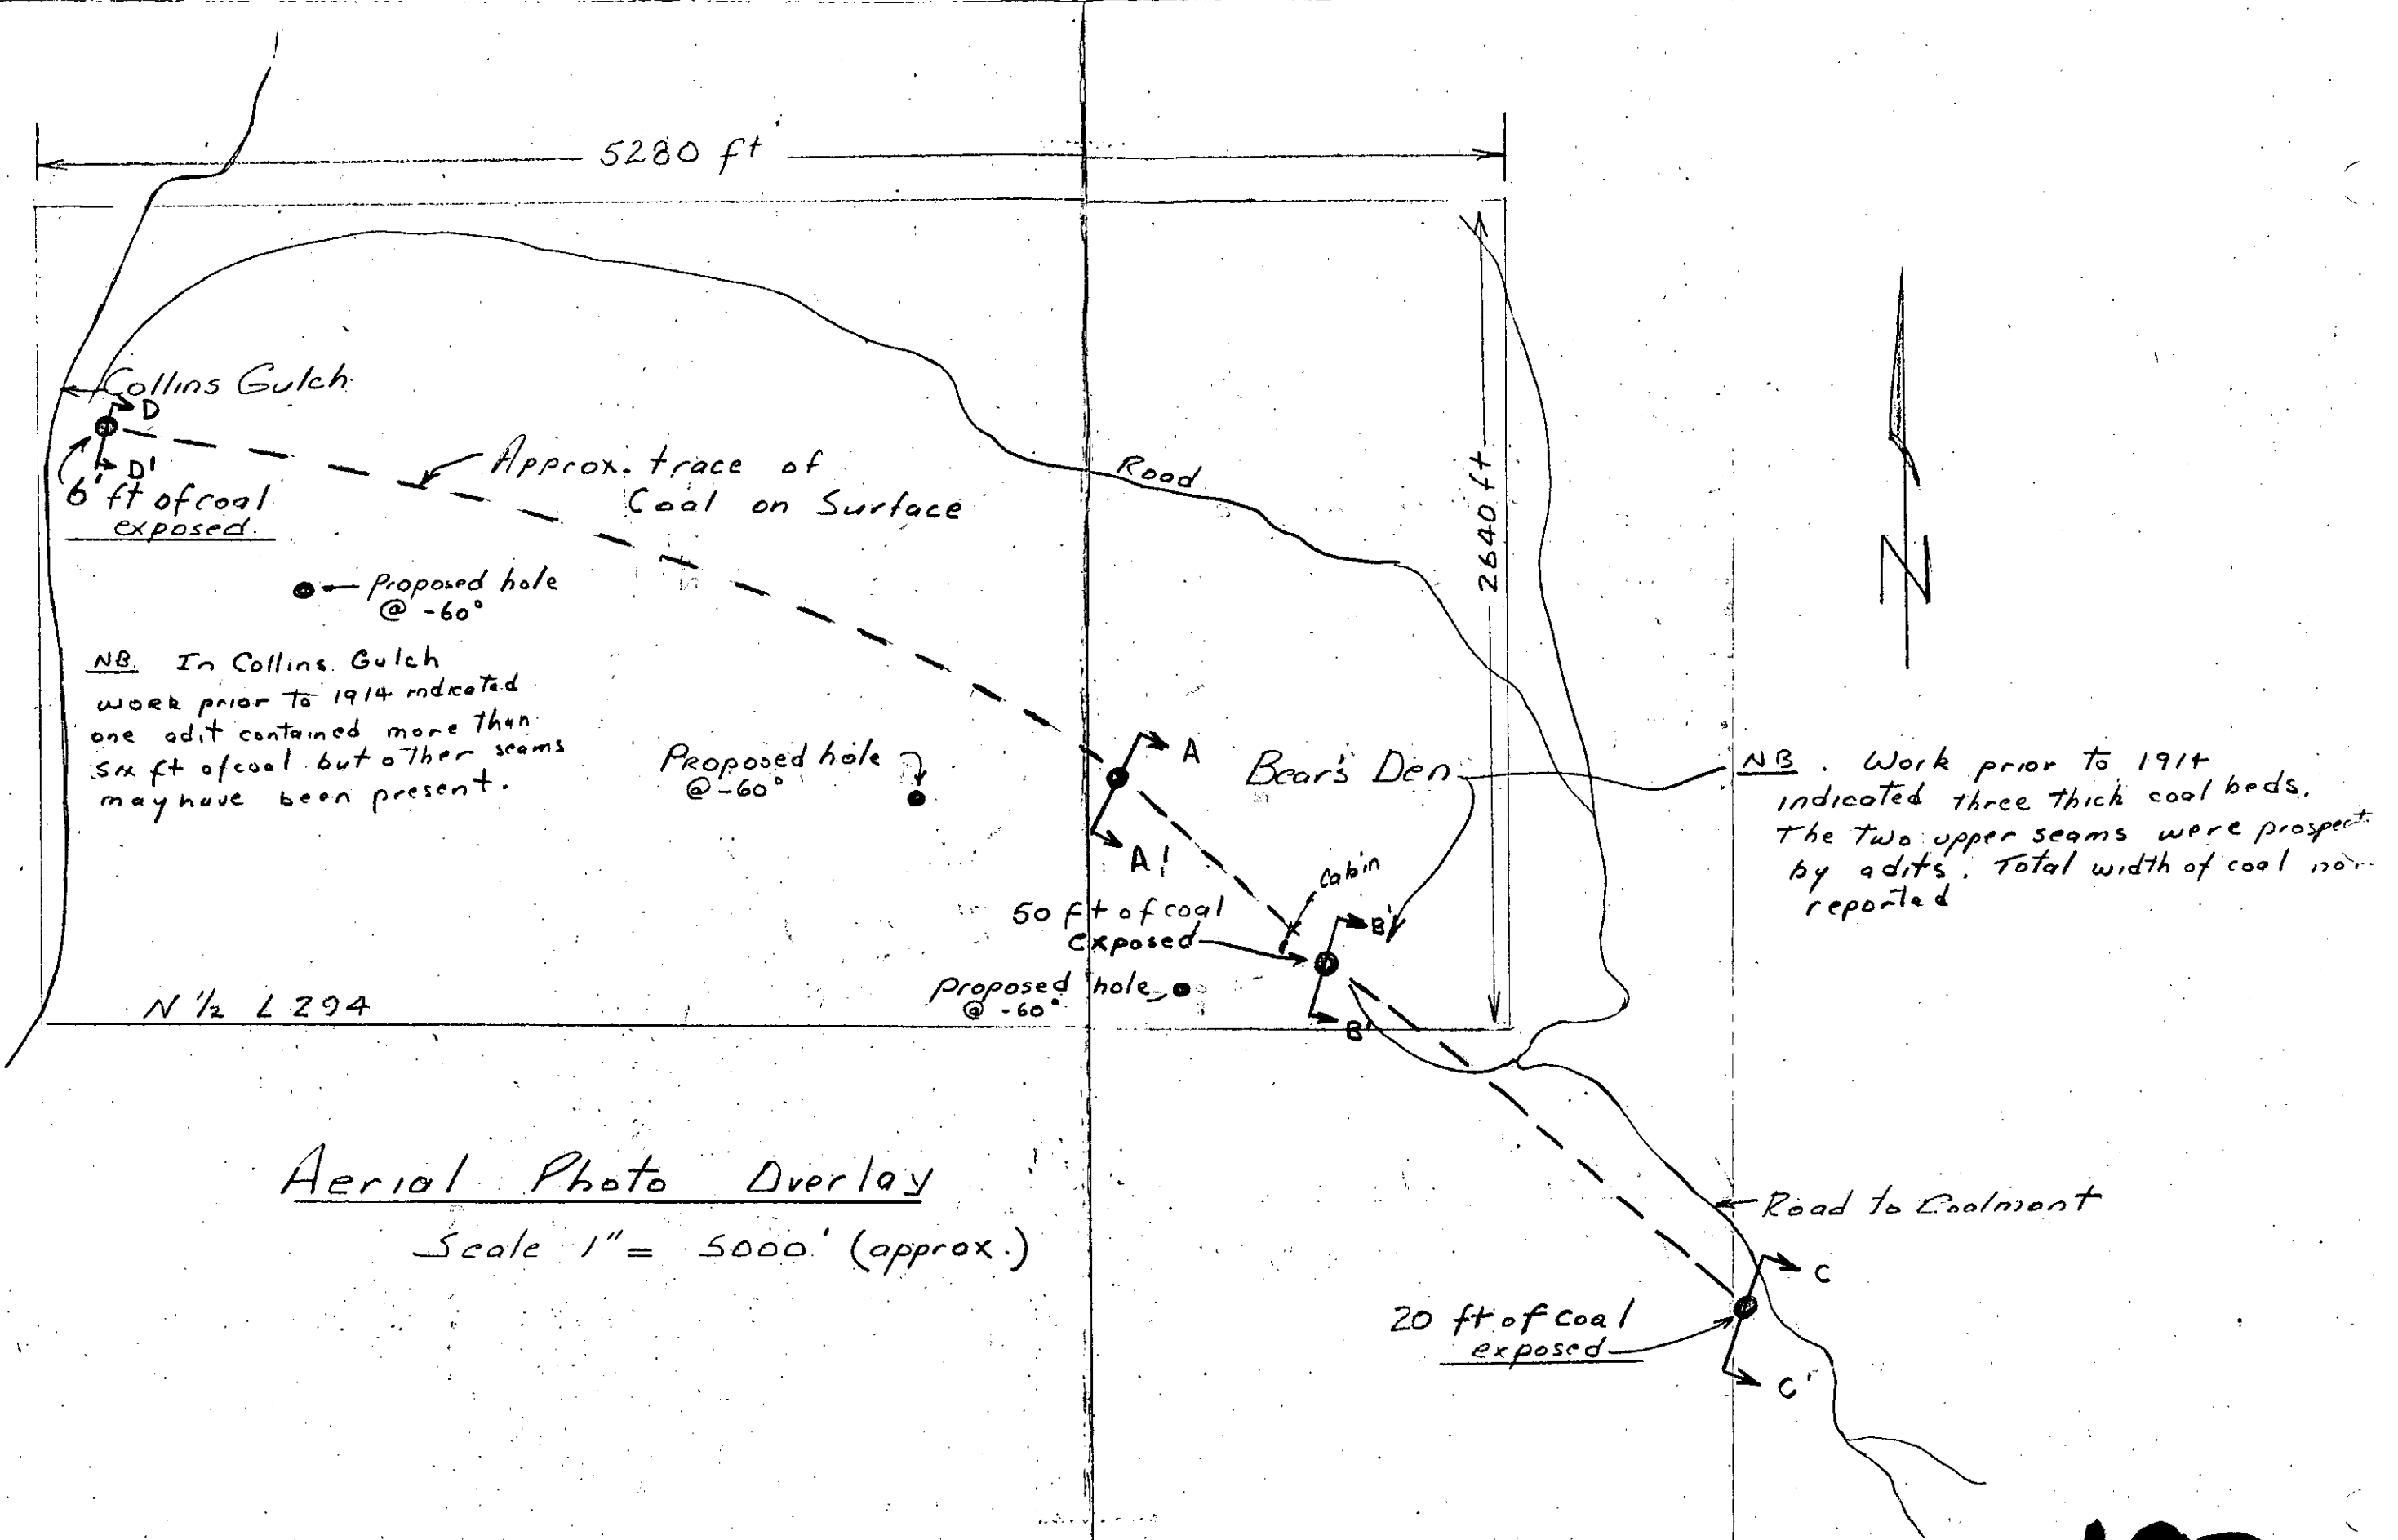 5280 ft
Collins Gulch
D
D'
6' ft of coal
exposed.
Approx. trace of
Coal on Surface
Road
2640 ft
N
Proposed hole
@ -60°
NB. In Collins Gulch
work prior to 1914 indicated
one adit contained more than
six ft of coal but other seams
may have been present.
Proposed hole
@ -60°
A
A'
Bear's Den
NB. Work prior to 1914
indicated three thick coal beds.
The two upper seams were prospect
by adits. Total width of coal
reported
Cabin
50 ft of coal
exposed
B'
B'
Proposed hole
@ -60°
N 1/2 L 294
Aerial Photo Overlay
Scale 1" = 5000' (approx.)
Road to Coalmont
C
20 ft of coal
exposed
C'